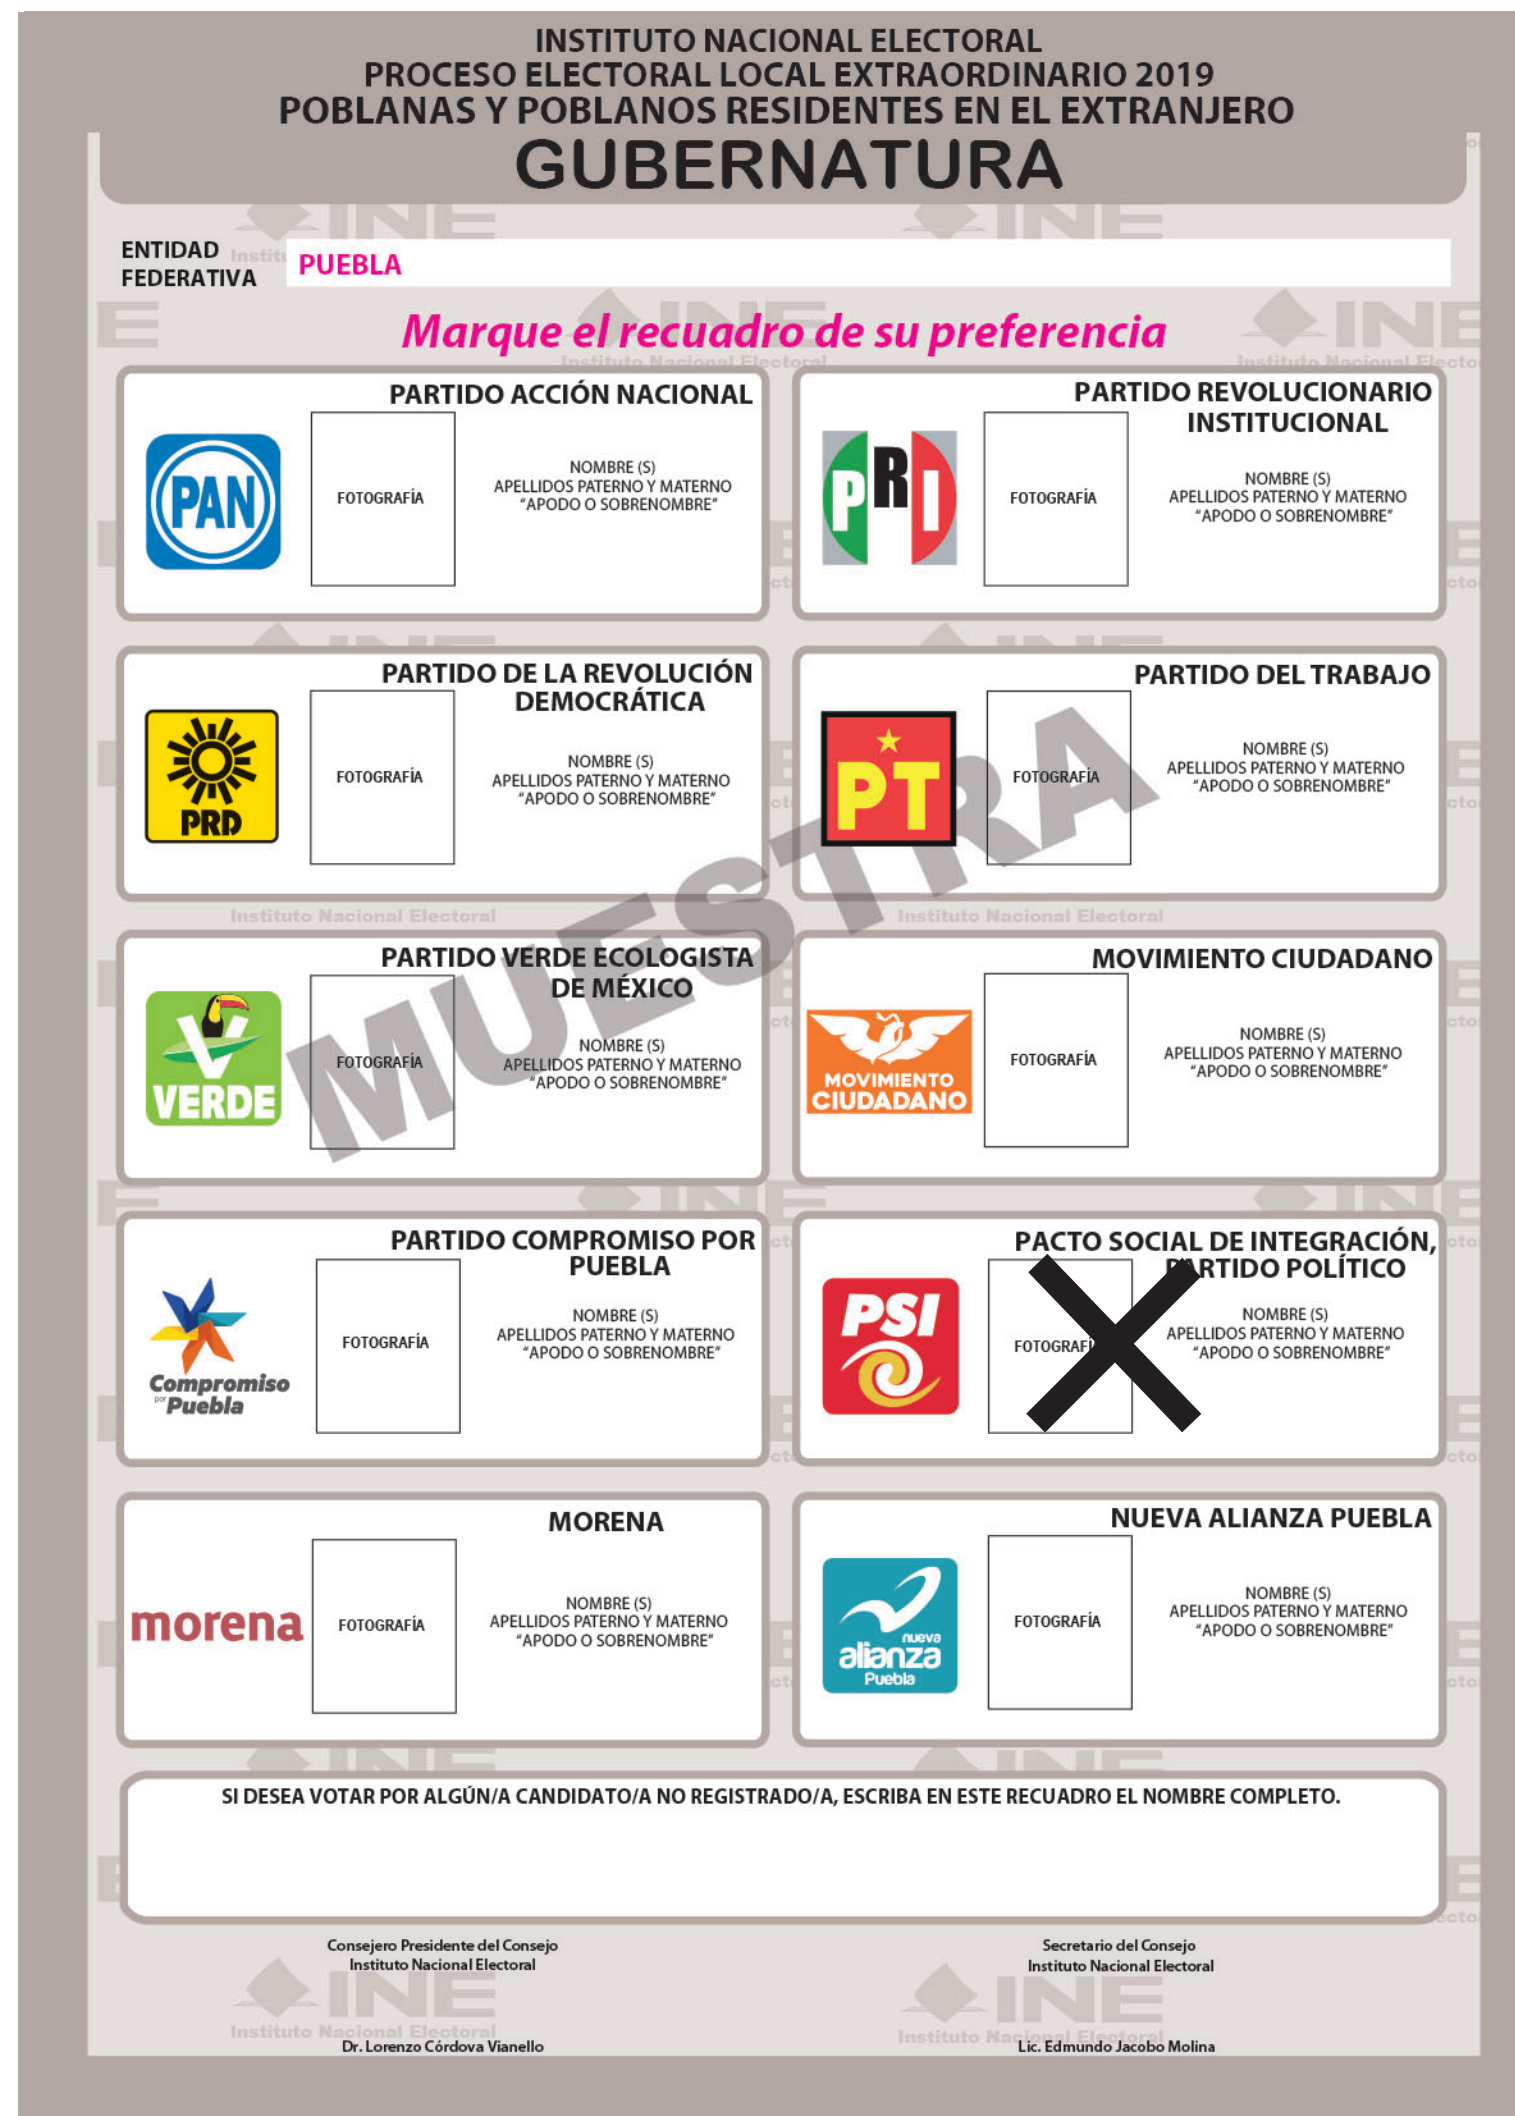 INSTITUTO NACIONAL ELECTORAL
PROCESO ELECTORAL LOCAL EXTRAORDINARIO 2019
POBLANAS Y POBLANOS RESIDENTES EN EL EXTRANJERO
GUBERNATURA
ENTIDAD
FEDERATIVA
PUEBLA
Marque el recuadro de su preferencia
PARTIDO ACCIÓN NACIONAL
PAN
FOTOGRAFÍA
NOMBRE (S)
APELLIDOS PATERNO Y MATERNO
"APODO O SOBRENOMBRE"
PARTIDO REVOLUCIONARIO
INSTITUCIONAL
PRI
FOTOGRAFÍA
NOMBRE (S)
APELLIDOS PATERNO Y MATERNO
"APODO O SOBRENOMBRE"
PARTIDO DE LA REVOLUCIÓN
DEMOCRÁTICA
PRD
FOTOGRAFÍA
NOMBRE (S)
APELLIDOS PATERNO Y MATERNO
"APODO O SOBRENOMBRE"
PARTIDO DEL TRABAJO
PT
FOTOGRAFÍA
NOMBRE (S)
APELLIDOS PATERNO Y MATERNO
"APODO O SOBRENOMBRE"
MUESTRA
PARTIDO VERDE ECOLOGISTA
DE MÉXICO
V
VERDE
FOTOGRAFÍA
NOMBRE (S)
APELLIDOS PATERNO Y MATERNO
"APODO O SOBRENOMBRE"
MOVIMIENTO CIUDADANO
MOVIMIENTO
CIUDADANO
FOTOGRAFÍA
NOMBRE (S)
APELLIDOS PATERNO Y MATERNO
"APODO O SOBRENOMBRE"
PARTIDO COMPROMISO POR
PUEBLA
Compromiso
por Puebla
FOTOGRAFÍA
NOMBRE (S)
APELLIDOS PATERNO Y MATERNO
"APODO O SOBRENOMBRE"
PACTO SOCIAL DE INTEGRACIÓN,
PARTIDO POLÍTICO
PSI
FOTOGRAFÍA
NOMBRE (S)
APELLIDOS PATERNO Y MATERNO
"APODO O SOBRENOMBRE"
MORENA
morena
FOTOGRAFÍA
NOMBRE (S)
APELLIDOS PATERNO Y MATERNO
"APODO O SOBRENOMBRE"
NUEVA ALIANZA PUEBLA
nueva
alianza
Puebla
FOTOGRAFÍA
NOMBRE (S)
APELLIDOS PATERNO Y MATERNO
"APODO O SOBRENOMBRE"
SI DESEA VOTAR POR ALGÚN/A CANDIDATO/A NO REGISTRADO/A, ESCRIBA EN ESTE RECUADRO EL NOMBRE COMPLETO.
Consejero Presidente del Consejo
Instituto Nacional Electoral
Secretario del Consejo
Instituto Nacional Electoral
INE
Instituto Nacional Electoral
INE
Instituto Nacional Electoral
Dr. Lorenzo Córdova Vianello
Lic. Edmundo Jacobo Molina